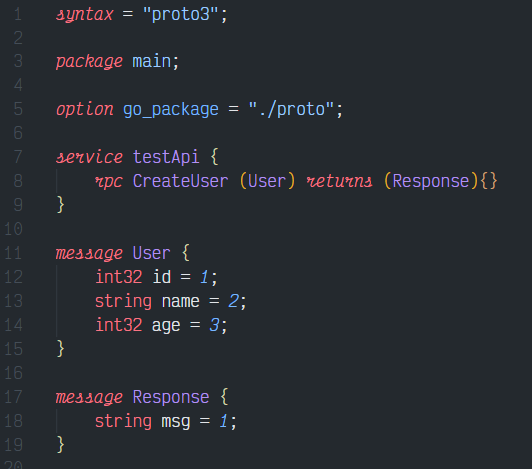 1 syntax = "proto3";
2
3 package main;
4
5 option go_package = "./proto";
6
7 service testApi {
8     rpc CreateUser (User) returns (Response){}
9 }
10
11 message User {
12     int32 id = 1;
13     string name = 2;
14     int32 age = 3;
15 }
16
17 message Response {
18     string msg = 1;
19 }
20